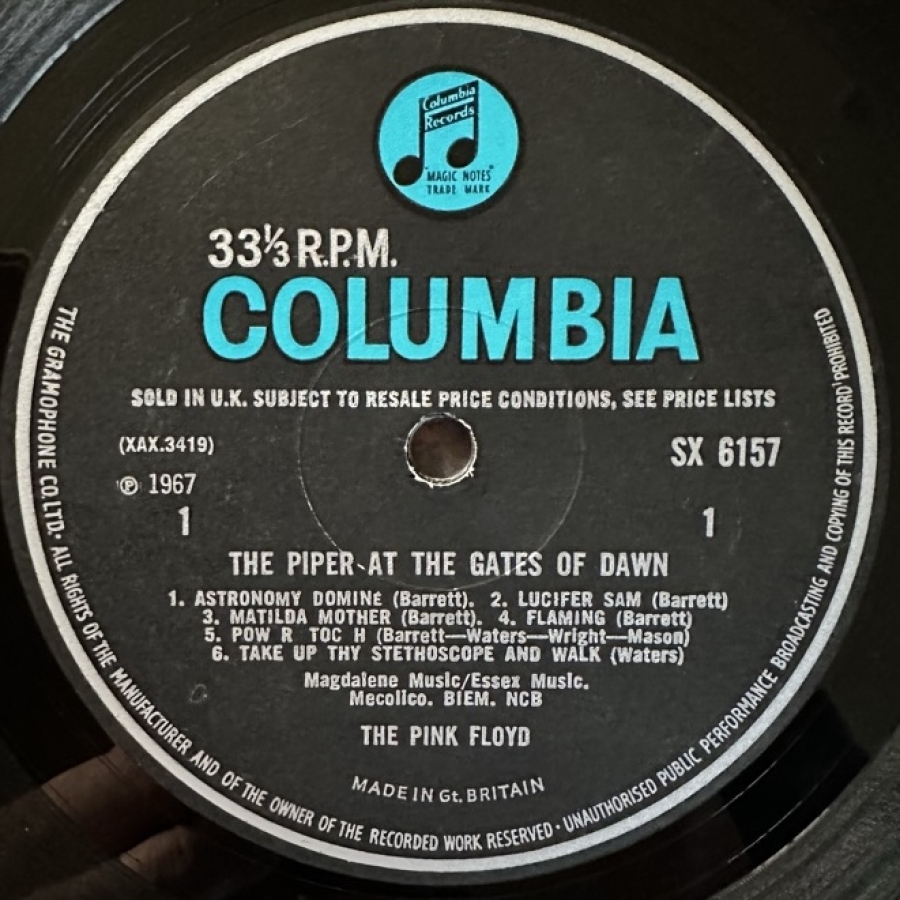 Columbia
Records
"MAGIC NOTES"
TRADE MARK
33⅓ R.P.M.
COLUMBIA
SOLD IN U.K. SUBJECT TO RESALE PRICE CONDITIONS, SEE PRICE LISTS
(XAX.3419)
SX 6157
℗ 1967
1
1
THE PIPER AT THE GATES OF DAWN
1. ASTRONOMY DOMINE (Barrett). 2. LUCIFER SAM (Barrett)
3. MATILDA MOTHER (Barrett). 4. FLAMING (Barrett)
5. POW R TOC H (Barrett—Waters—Wright—Mason)
6. TAKE UP THY STETHOSCOPE AND WALK (Waters)
Magdalene Music/Essex Music.
Mecolico. BIEM. NCB
THE PINK FLOYD
MADE IN Gt. BRITAIN
THE GRAMOPHONE CO. LTD. · ALL RIGHTS OF THE MANUFACTURER AND OF THE OWNER OF THE RECORDED WORK RESERVED · UNAUTHORISED PUBLIC PERFORMANCE BROADCASTING AND COPYING OF THIS RECORD PROHIBITED